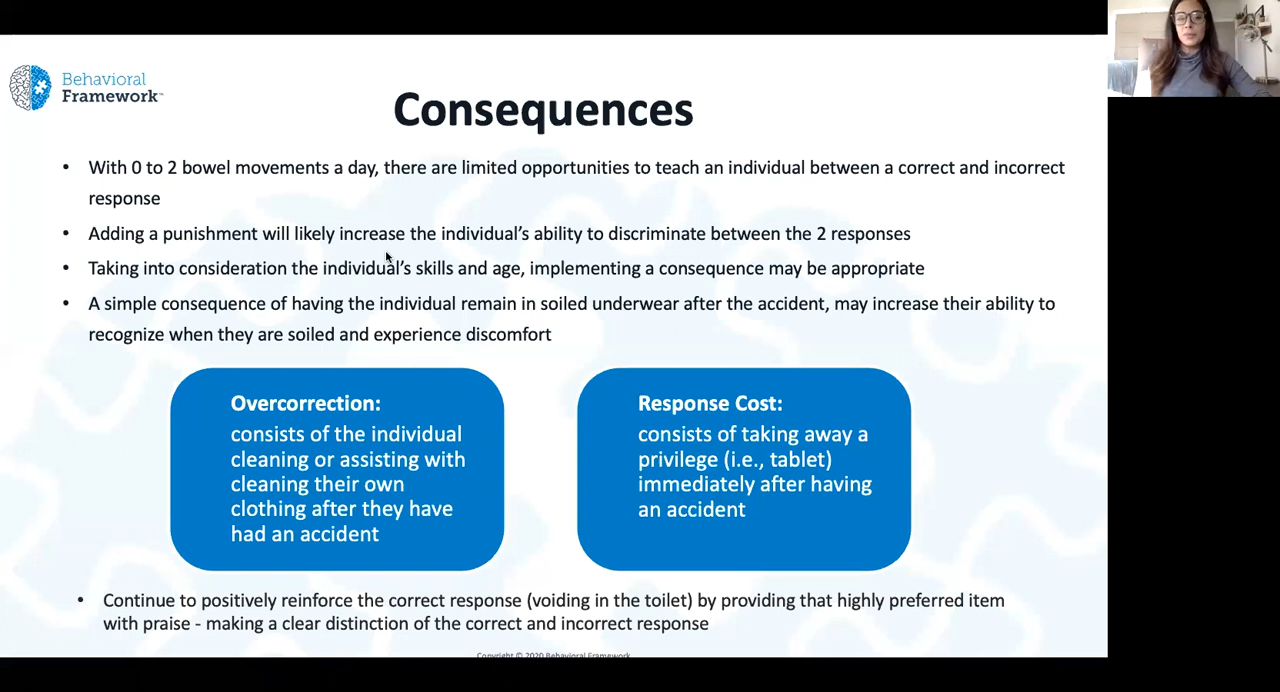 Behavioral
Framework™
Consequences
• With 0 to 2 bowel movements a day, there are limited opportunities to teach an individual between a correct and incorrect
response
• Adding a punishment will likely increase the individual's ability to discriminate between the 2 responses
• Taking into consideration the individual's skills and age, implementing a consequence may be appropriate
• A simple consequence of having the individual remain in soiled underwear after the accident, may increase their ability to
recognize when they are soiled and experience discomfort
Overcorrection:
consists of the individual
cleaning or assisting with
cleaning their own
clothing after they have
had an accident
Response Cost:
consists of taking away a
privilege (i.e., tablet)
immediately after having
an accident
• Continue to positively reinforce the correct response (voiding in the toilet) by providing that highly preferred item
with praise - making a clear distinction of the correct and incorrect response
Copyright © 2020 Behavioral Framework